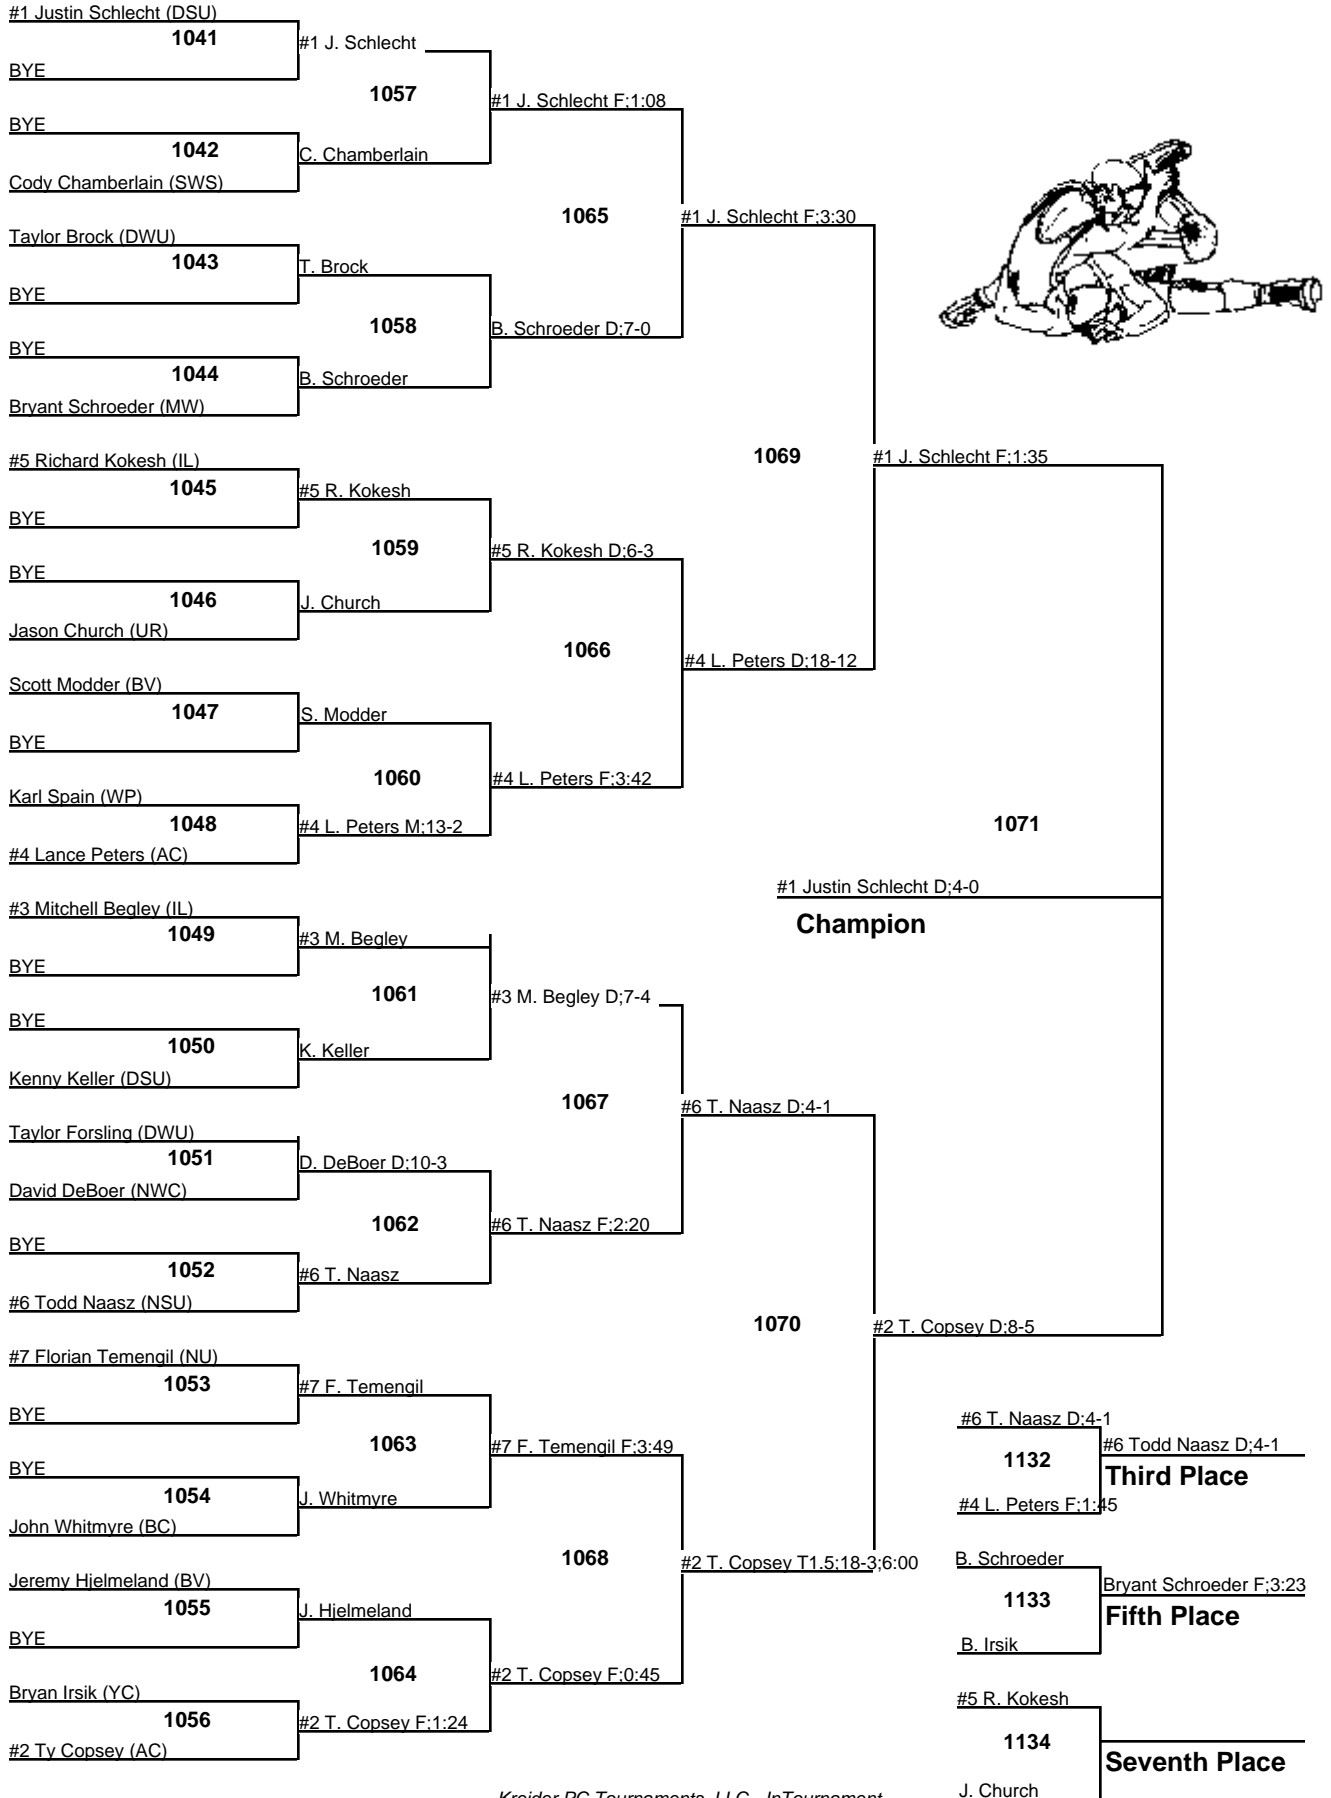 #1 Justin Schlecht (DSU)
1041
BYE
#1 J. Schlecht
1057
BYE
1042
Cody Chamberlain (SWS)
C. Chamberlain
#1 J. Schlecht F;1:08
1065
Taylor Brock (DWU)
1043
BYE
T. Brock
1058
BYE
1044
Bryant Schroeder (MW)
B. Schroeder
B. Schroeder D;7-0
#1 J. Schlecht F;3:30
1069
#5 Richard Kokesh (IL)
1045
BYE
#5 R. Kokesh
1059
BYE
1046
Jason Church (UR)
J. Church
#5 R. Kokesh D;6-3
1066
Scott Modder (BV)
1047
BYE
S. Modder
1060
Karl Spain (WP)
1048
#4 Lance Peters (AC)
#4 L. Peters M;13-2
#4 L. Peters F;3:42
#4 L. Peters D;18-12
#1 J. Schlecht F;1:35
1071
#1 Justin Schlecht D;4-0
Champion
#3 Mitchell Begley (IL)
1049
BYE
#3 M. Begley
1061
BYE
1050
Kenny Keller (DSU)
K. Keller
#3 M. Begley D;7-4
1067
Taylor Forsling (DWU)
1051
David DeBoer (NWC)
D. DeBoer D;10-3
1062
BYE
1052
#6 Todd Naasz (NSU)
#6 T. Naasz
#6 T. Naasz F;2:20
#6 T. Naasz D;4-1
1070
#2 T. Copsey D;8-5
#7 Florian Temengil (NU)
1053
BYE
#7 F. Temengil
1063
BYE
1054
John Whitmyre (BC)
J. Whitmyre
#7 F. Temengil F;3:49
1068
Jeremy Hjelmeland (BV)
1055
BYE
J. Hjelmeland
1064
Bryan Irsik (YC)
1056
#2 Ty Copsey (AC)
#2 T. Copsey F;1:24
#2 T. Copsey F;0:45
#2 T. Copsey T1.5;18-3;6:00
#6 T. Naasz D;4-1
1132
#4 L. Peters F;1:45
#6 Todd Naasz D;4-1
Third Place
B. Schroeder
1133
B. Irsik
Bryant Schroeder F;3:23
Fifth Place
#5 R. Kokesh
1134
J. Church
Seventh Place
Kreider PC Tournaments, LLC - InTournament